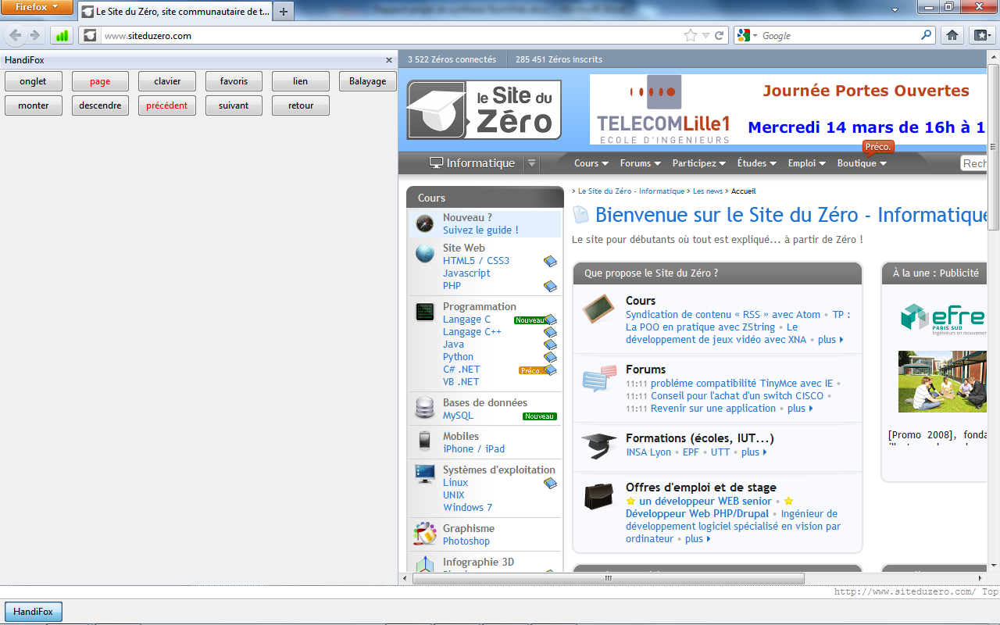 Firefox
Le Site du Zéro, site communautaire de t...
www.siteduzero.com
Google
HandiFox
onglet page clavier favoris lien Balayage
monter descendre précédent suivant retour
3 522 Zéros connectés 285 451 Zéros inscrits
le Site du Zéro
TELECOMLille1
ECOLE D'INGENIEURS
Journée Portes Ouvertes
Mercredi 14 mars de 16h à 1
Préco.
Informatique Cours Forums Participez Études Emploi Boutique Rech
Cours
Nouveau ?
Suivez le guide !
Site Web
HTML5 / CSS3
Javascript
PHP
Programmation
Langage C Nouveau
Langage C++
Java
Python
C# .NET Préco.
VB .NET
Bases de données
MySQL Nouveau
Mobiles
iPhone / iPad
Systèmes d'exploitation
Linux
UNIX
Windows 7
Graphisme
Photoshop
Infographie 3D
> Le Site du Zéro - Informatique > Les news > Accueil
Bienvenue sur le Site du Zéro - Informatique
Le site pour débutants où tout est expliqué... à partir de Zéro !
Que propose le Site du Zéro ?
Cours
Syndication de contenu « RSS » avec Atom • TP :
La POO en pratique avec ZString • Le
développement de jeux vidéo avec XNA • plus
Forums
11:11 probléme compatibilité TinyMce avec IE •
11:11 Conseil pour l'achat d'un switch CISCO •
11:11 Revenir sur une application • plus
Formations (écoles, IUT...)
INSA Lyon • EPF • UTT • plus
Offres d'emploi et de stage
un développeur WEB senior •
Développeur Web PHP/Drupal • Ingénieur de
développement logiciel spécialisé en vision par
ordinateur • plus
À la une : Publicité
efre
PARIS SUD
Ingénieurs en mouvement
[Promo 2008], fonda
http://www.siteduzero.com/ Top
HandiFox